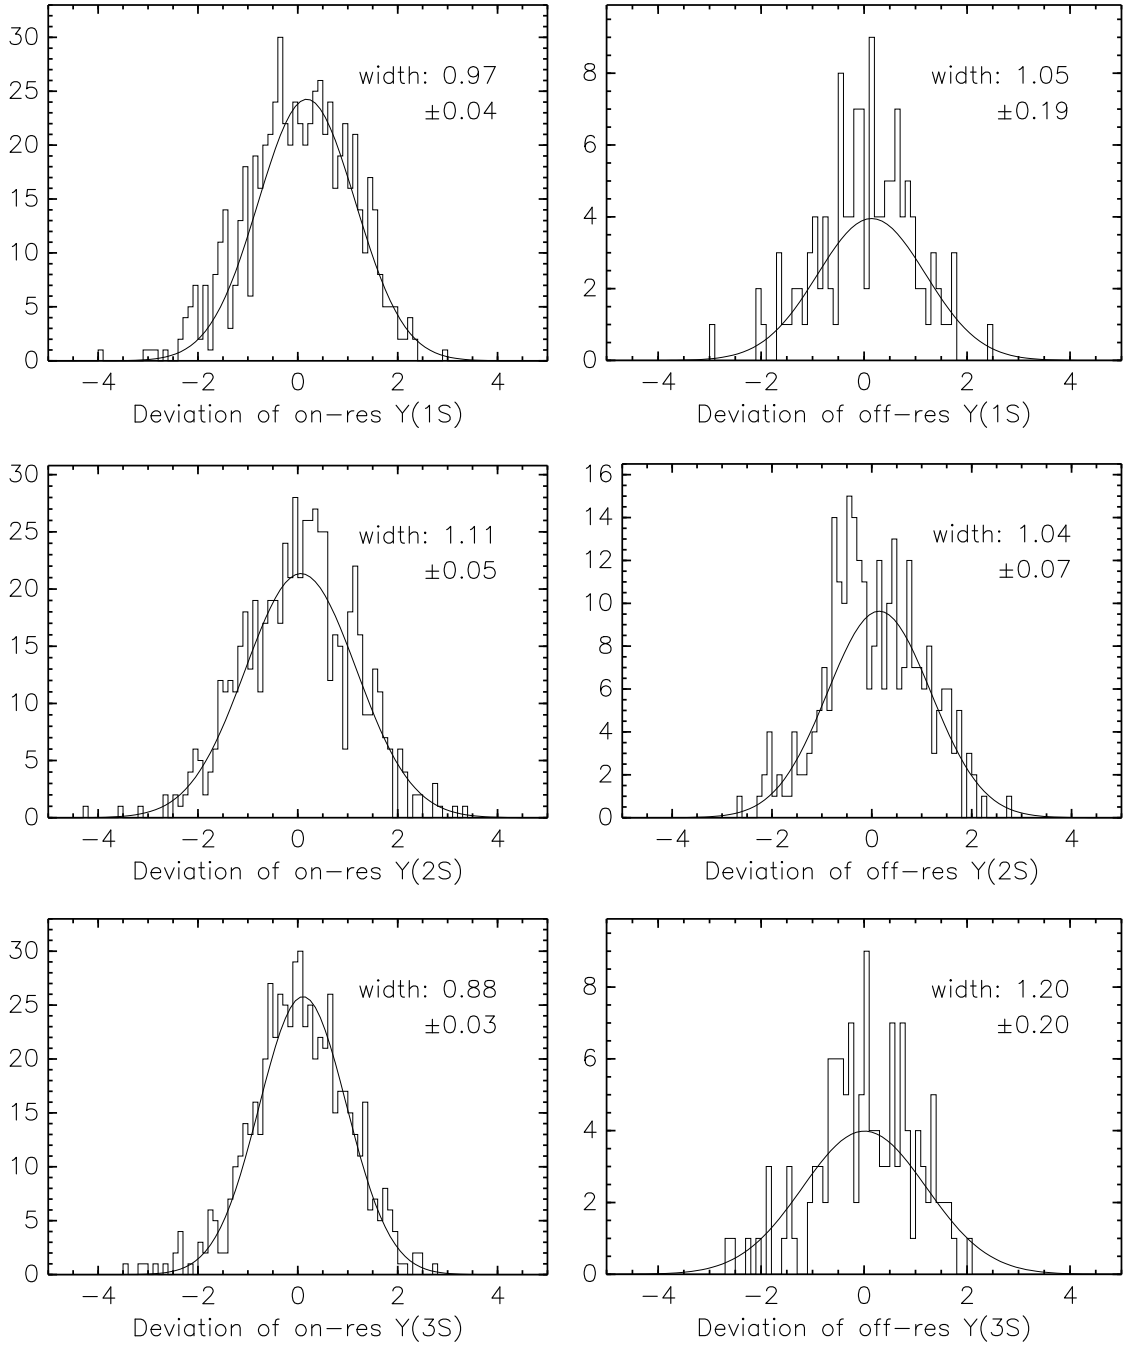 30
25
20
15
10
5
0
width: 0.97
±0.04
−4 −2 0 2 4
Deviation of on−res Y(1S)
8
6
4
2
0
width: 1.05
±0.19
−4 −2 0 2 4
Deviation of off−res Y(1S)
30
25
20
15
10
5
0
width: 1.11
±0.05
−4 −2 0 2 4
Deviation of on−res Y(2S)
16
14
12
10
8
6
4
2
0
width: 1.04
±0.07
−4 −2 0 2 4
Deviation of off−res Y(2S)
30
25
20
15
10
5
0
width: 0.88
±0.03
−4 −2 0 2 4
Deviation of on−res Y(3S)
8
6
4
2
0
width: 1.20
±0.20
−4 −2 0 2 4
Deviation of off−res Y(3S)